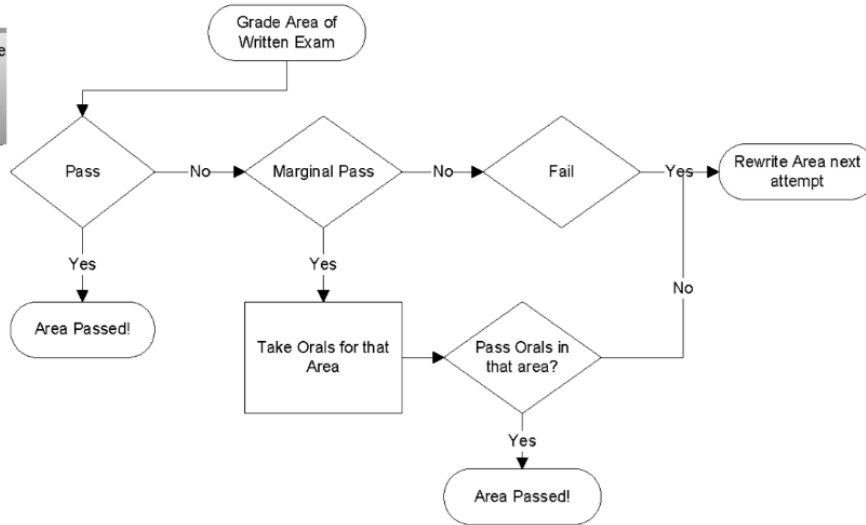 Grade Area of
Written Exam
e
Pass
No
Marginal Pass
No
Fail
Yes
Rewrite Area next
attempt
Yes
Yes
No
Area Passed!
Take Orals for that
Area
Pass Orals in
that area?
Yes
Area Passed!